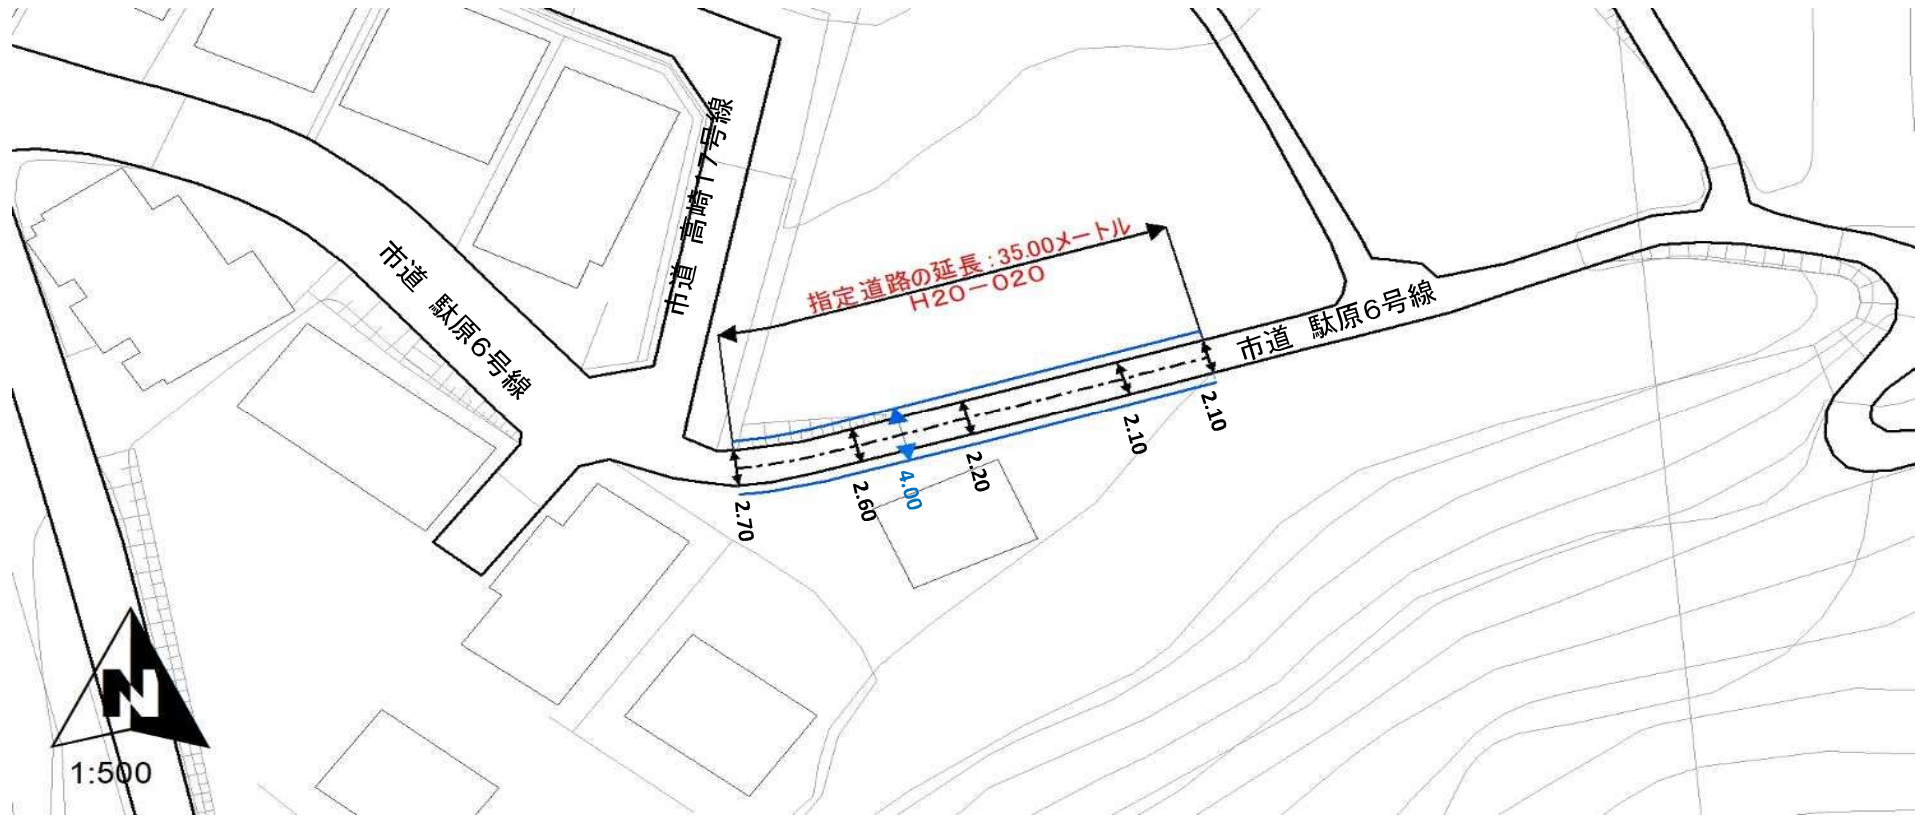 市道 高崎17号線
市道 駄原6号線
指定道路の延長：35.00メートル
H20－020
市道 駄原6号線
2.70
2.60
4.00
2.20
2.10
2.10
N
1:500